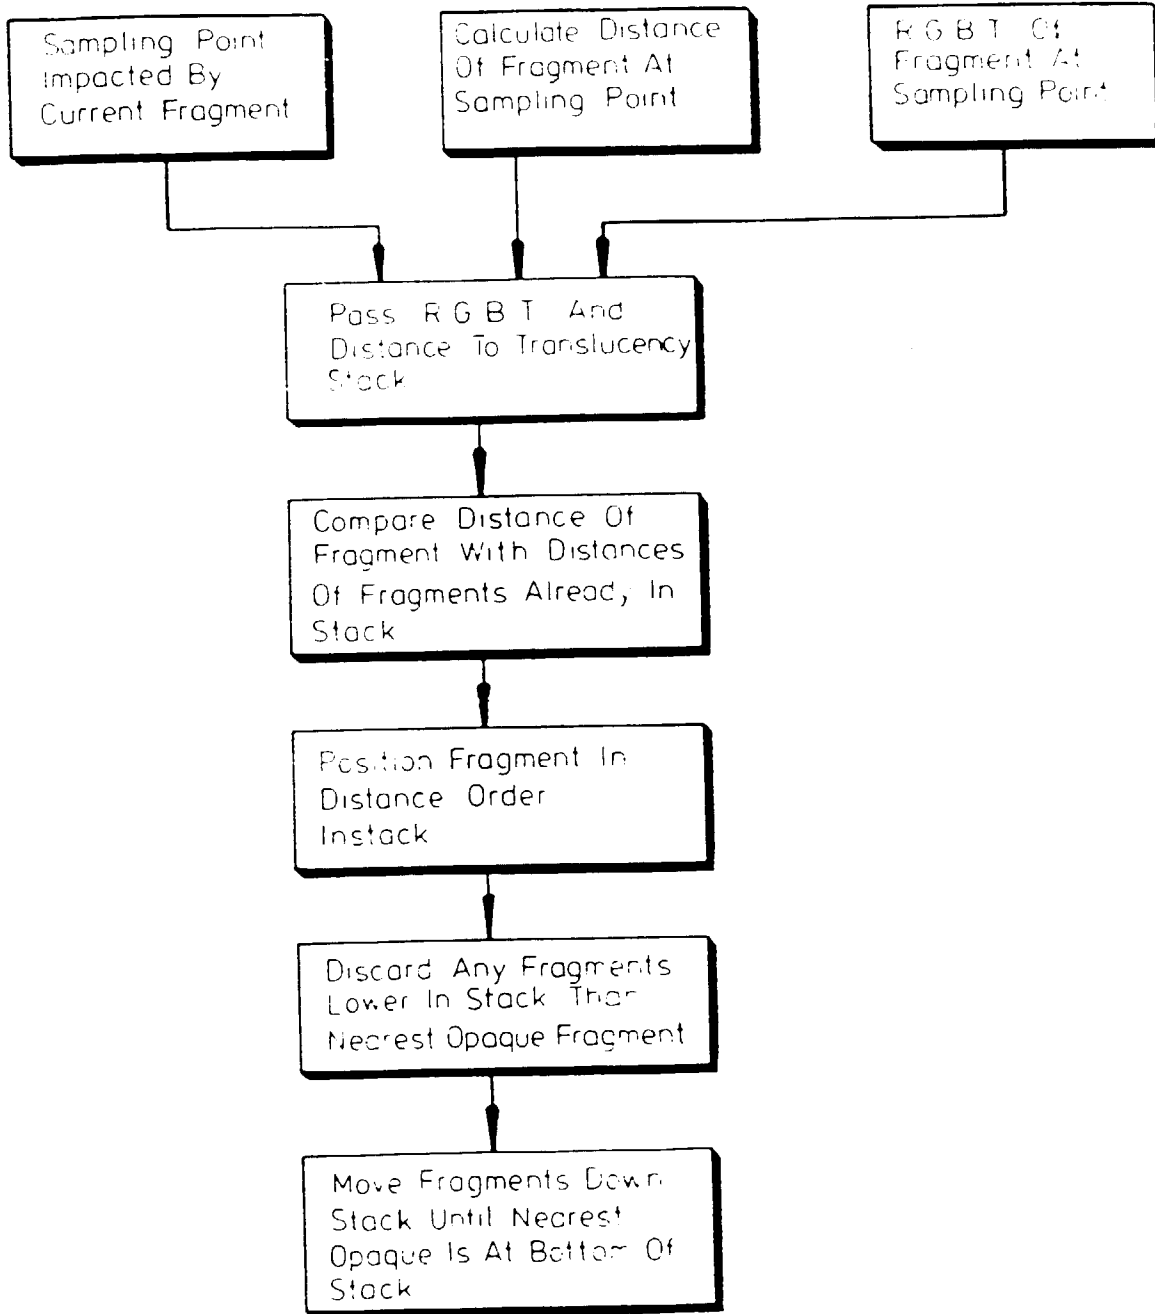 Sampling Point
Impacted By
Current Fragment
Calculate Distance
Of Fragment At
Sampling Point
R G B T Of
Fragment At
Sampling Point
Pass R G B T And
Distance To Translucency
Stack
Compare Distance Of
Fragment With Distances
Of Fragments Already In
Stack
Position Fragment In
Distance Order
Instack
Discard Any Fragments
Lower In Stack Than
Nearest Opaque Fragment
Move Fragments Down
Stack Until Nearest
Opaque Is At Bottom Of
Stack